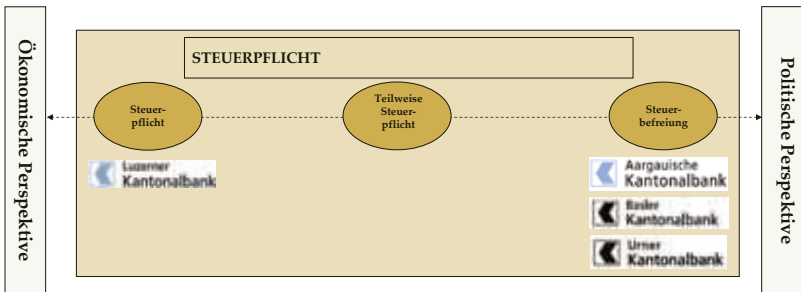 Ökonomische Perspektive
STEUERPFLICHT
Steuer-
pflicht
Teilweise
Steuer-
pflicht
Steuer-
befreiung
Luzerner
Kantonalbank
Aargauische
Kantonalbank
Basler
Kantonalbank
Urner
Kantonalbank
Politische Perspektive